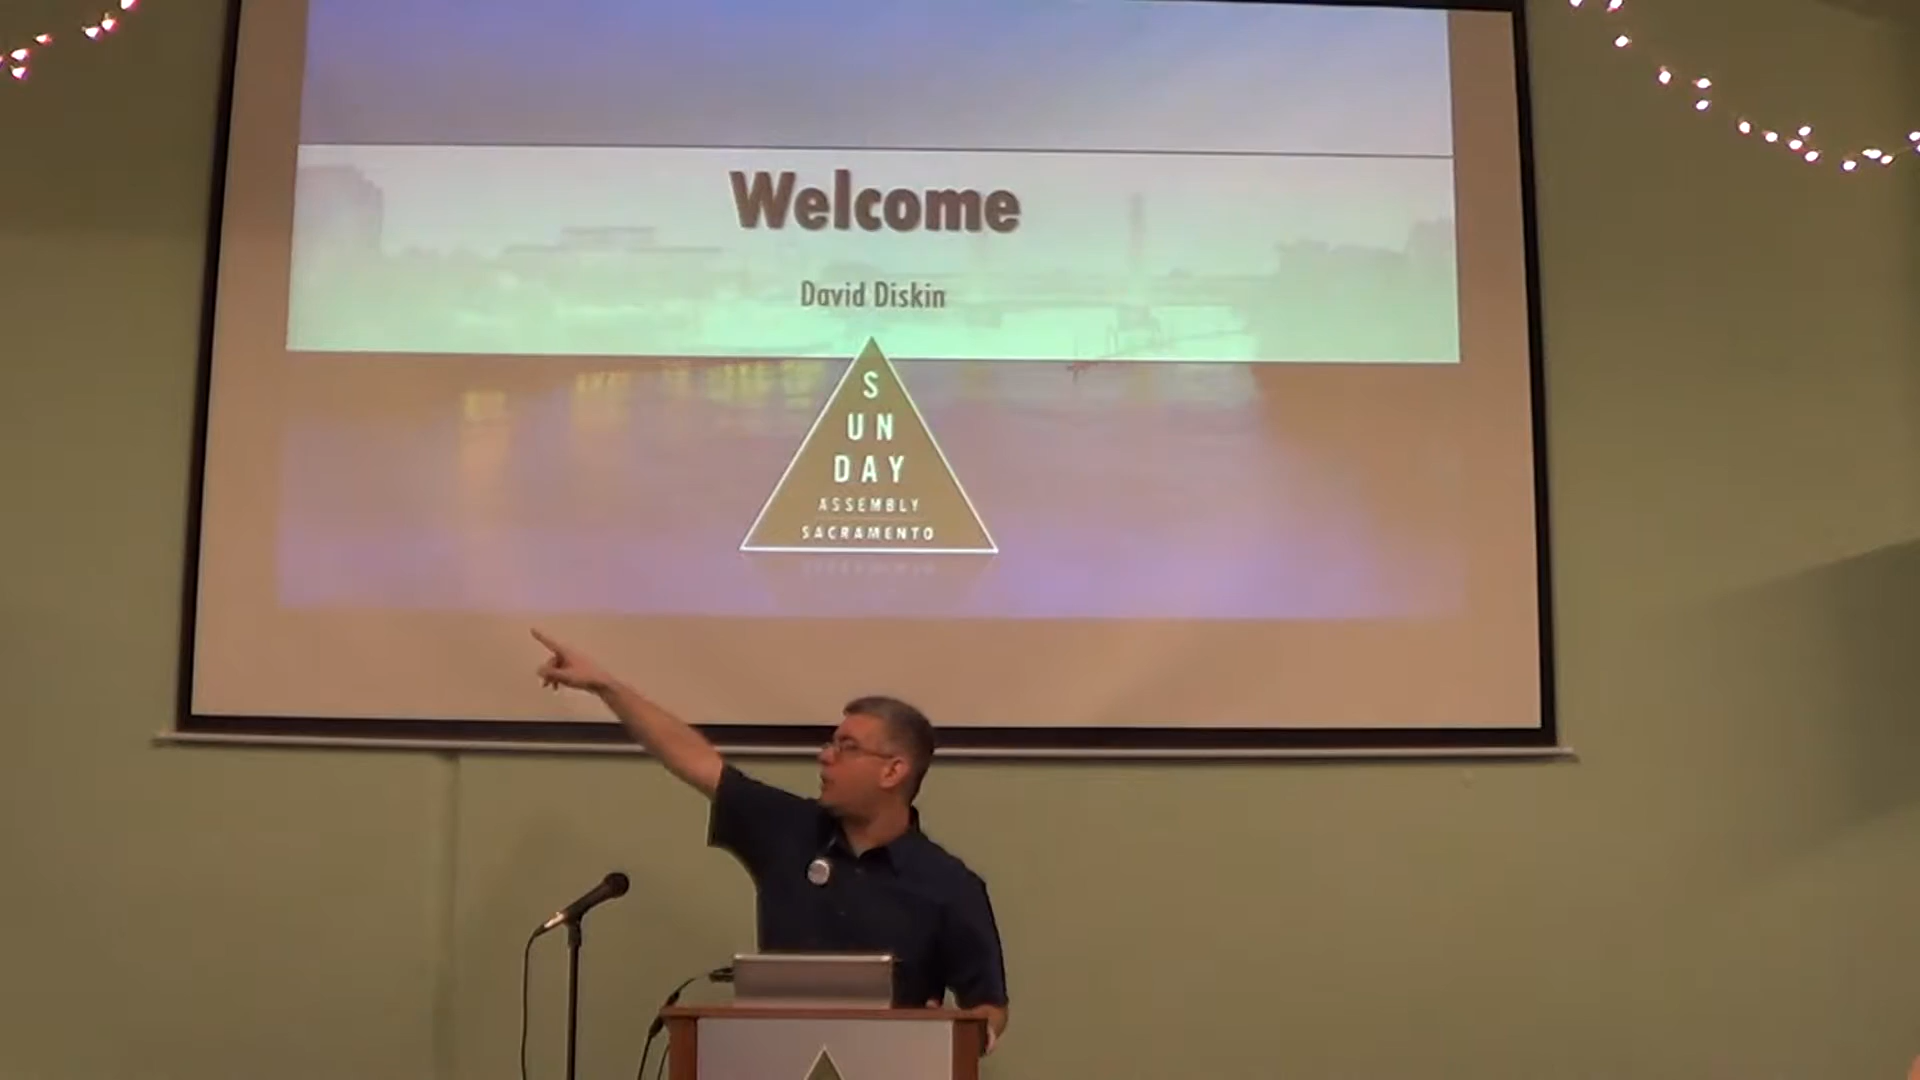 Welcome
David Diskin
S
UN
DAY
ASSEMBLY
SACRAMENTO